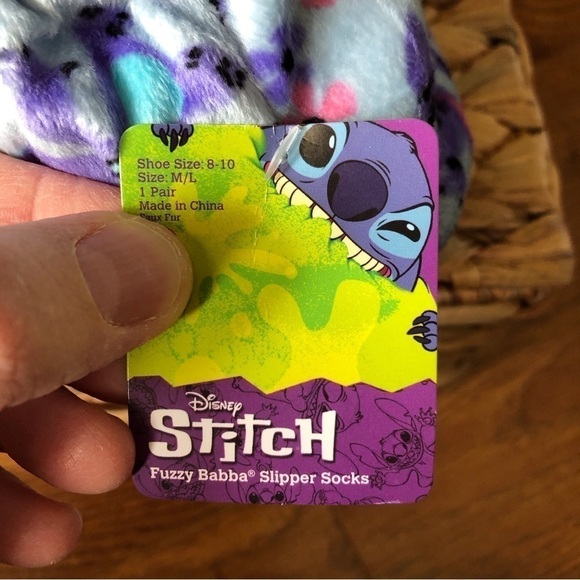 Shoe Size: 8-10
Size: M/L
1 Pair
Made in China
Faux Fur
Disney
Stitch
Fuzzy Babba® Slipper Socks